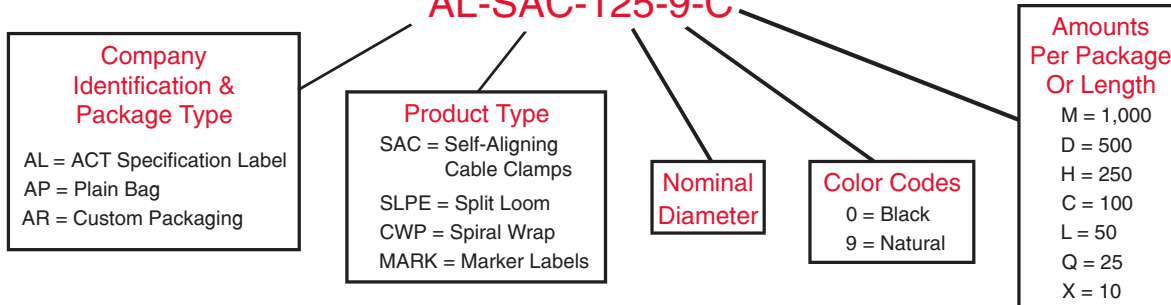 AL-SAC-125-9-C
Company
Identification &
Package Type
AL = ACT Specification Label
AP = Plain Bag
AR = Custom Packaging
Product Type
SAC = Self-Aligning
Cable Clamps
SLPE = Split Loom
CWP = Spiral Wrap
MARK = Marker Labels
Nominal
Diameter
Color Codes
0 = Black
9 = Natural
Amounts
Per Package
Or Length
M = 1,000
D = 500
H = 250
C = 100
L = 50
Q = 25
X = 10